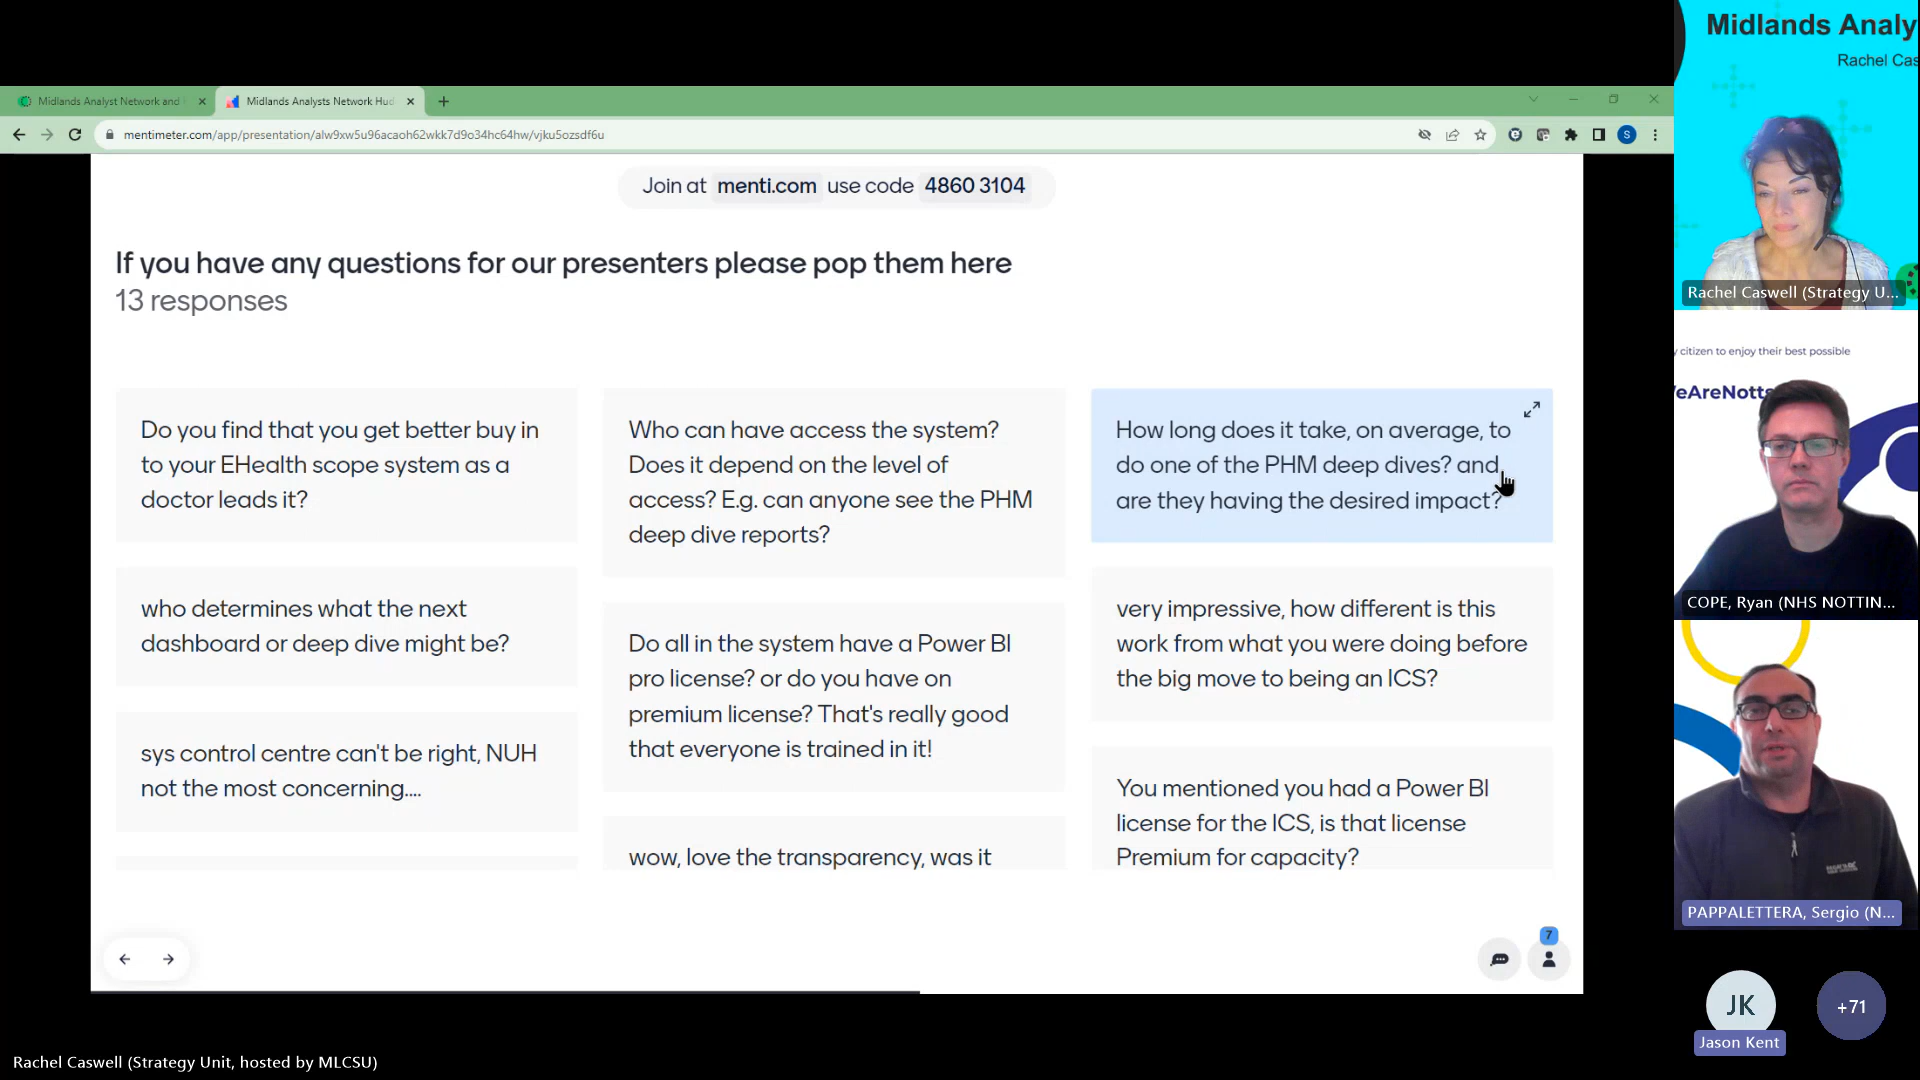 Midlands Analyst Network and
Midlands Analysts Network Hud
mentimeter.com/app/presentation/alw9xw5u96acaoh62wkk7d9o34hc64hw/vjku5ozsdf6u
S
Join at menti.com use code 4860 3104
If you have any questions for our presenters please pop them here
13 responses
Do you find that you get better buy in
to your EHealth scope system as a
doctor leads it?
who determines what the next
dashboard or deep dive might be?
sys control centre can't be right, NUH
not the most concerning....
Who can have access the system?
Does it depend on the level of
access? E.g. can anyone see the PHM
deep dive reports?
Do all in the system have a Power BI
pro license? or do you have on
premium license? That's really good
that everyone is trained in it!
wow, love the transparency, was it
How long does it take, on average, to
do one of the PHM deep dives? and
are they having the desired impact?
very impressive, how different is this
work from what you were doing before
the big move to being an ICS?
You mentioned you had a Power BI
license for the ICS, is that license
Premium for capacity?
7
Midlands Analy
Rachel Cas
Rachel Caswell (Strategy U...
y citizen to enjoy their best possible
eAreNotts
COPE, Ryan (NHS NOTTIN...
PAPPALETTERA, Sergio (N...
JK
+71
Jason Kent
Rachel Caswell (Strategy Unit, hosted by MLCSU)